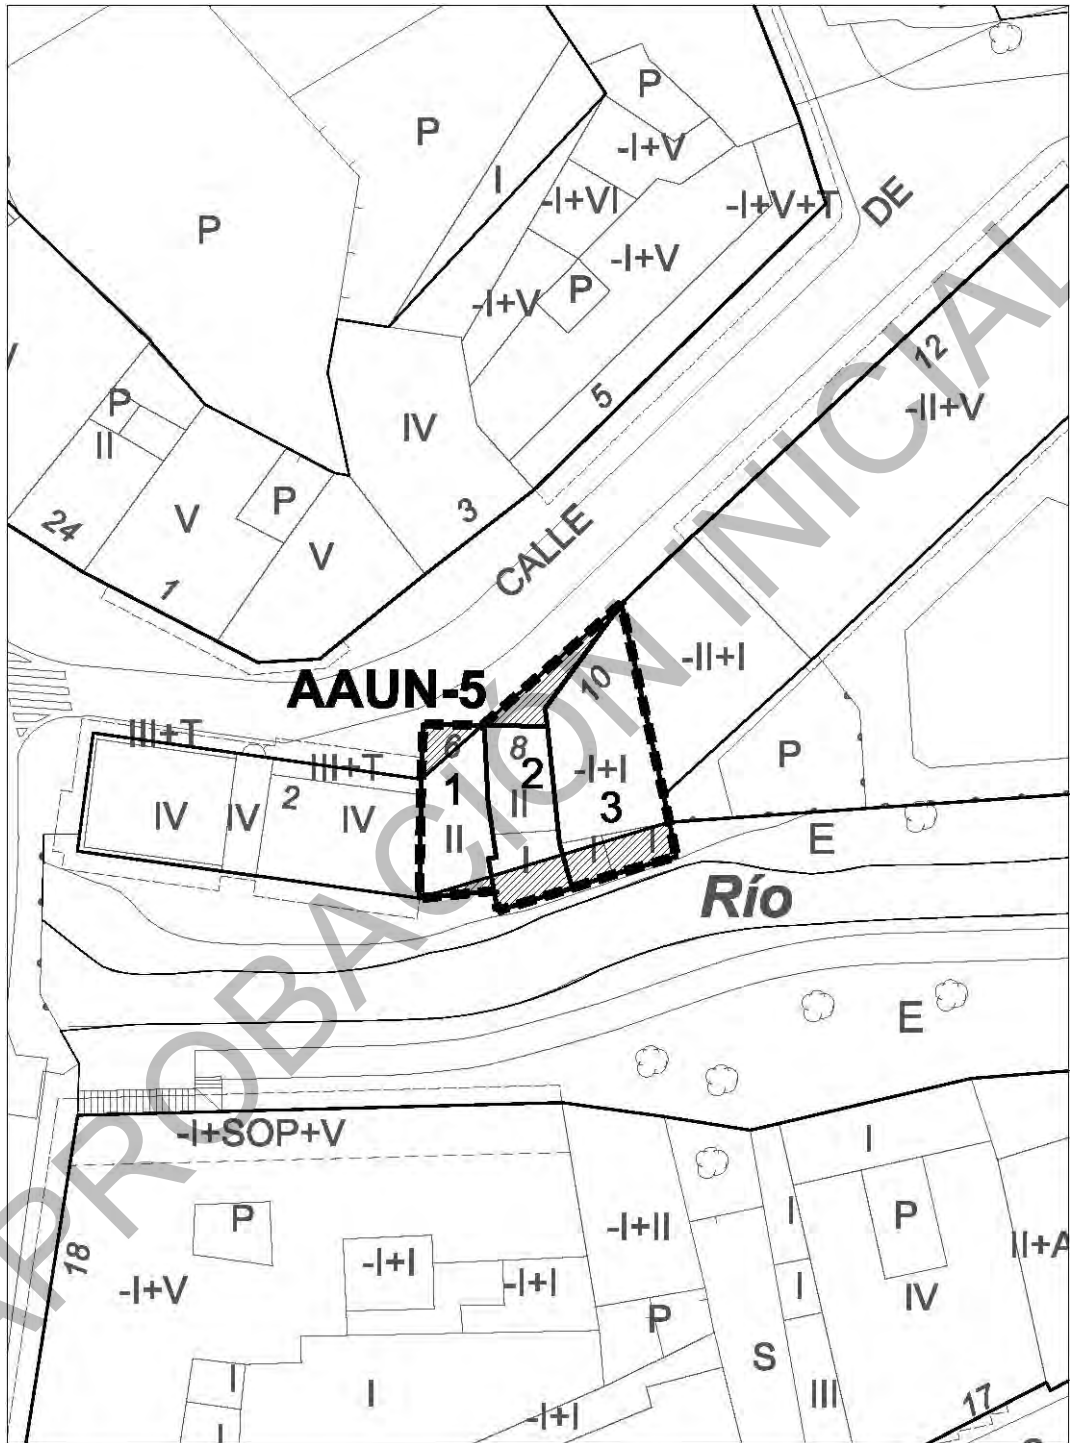 P
P
-I+V
P
I
-I+VI
-I+V+T
DE
P
-I+V
P
-I+V
12
-II+V
P
II
IV
5
24
V
P
V
3
1
CALLE
AAUN-5
10
-II+I
III+T
III+T
6
8
P
IV
IV
2
IV
1
II
2
II
-I+I
3
I
I
I
E
Río
E
-I+SOP+V
I
P
-I+II
I
P
II+A
18
-I+V
-I+I
-I+I
I
IV
P
S
I
I
III
17
-I+I
I
APROBACIÓN INICIAL